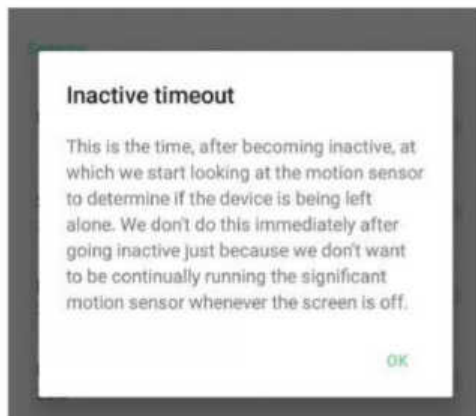 Inactive timeout
This is the time, after becoming inactive, at
which we start looking at the motion sensor
to determine if the device is being left
alone. We don't do this immediately after
going inactive just because we don't want
to be continually running the significant
motion sensor whenever the screen is off.
OK